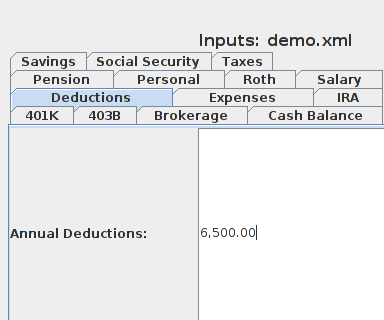 Inputs: demo.xml
Savings Social Security Taxes
Pension Personal Roth Salary
Deductions Expenses IRA
401K 403B Brokerage Cash Balance
Annual Deductions: 6,500.00